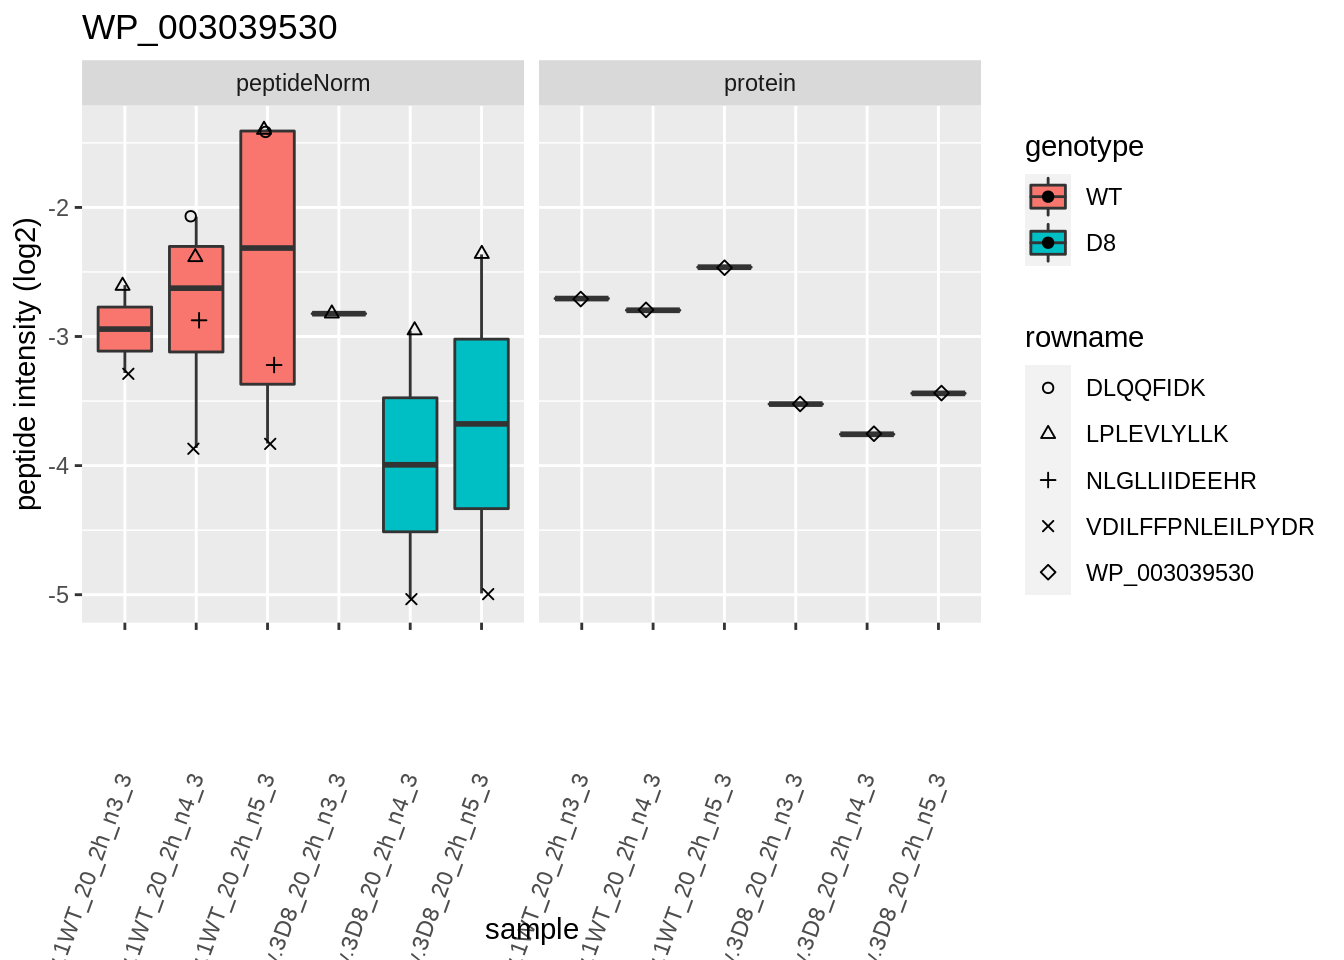 WP_003039530
peptideNorm
protein
peptide intensity (log2)
-2
-3
-4
-5
1WT_20_2h_n3_3
1WT_20_2h_n4_3
1WT_20_2h_n5_3
.3D8_20_2h_n3_3
.3D8_20_2h_n4_3
.3D8_20_2h_n5_3
1WT_20_2h_n3_3
1WT_20_2h_n4_3
1WT_20_2h_n5_3
.3D8_20_2h_n3_3
.3D8_20_2h_n4_3
.3D8_20_2h_n5_3
sample
genotype
WT
D8
rowname
DLQQFIDK
LPLEVLYLLK
NLGLLIIDEEHR
VDILFFPNLEILPYDR
WP_003039530